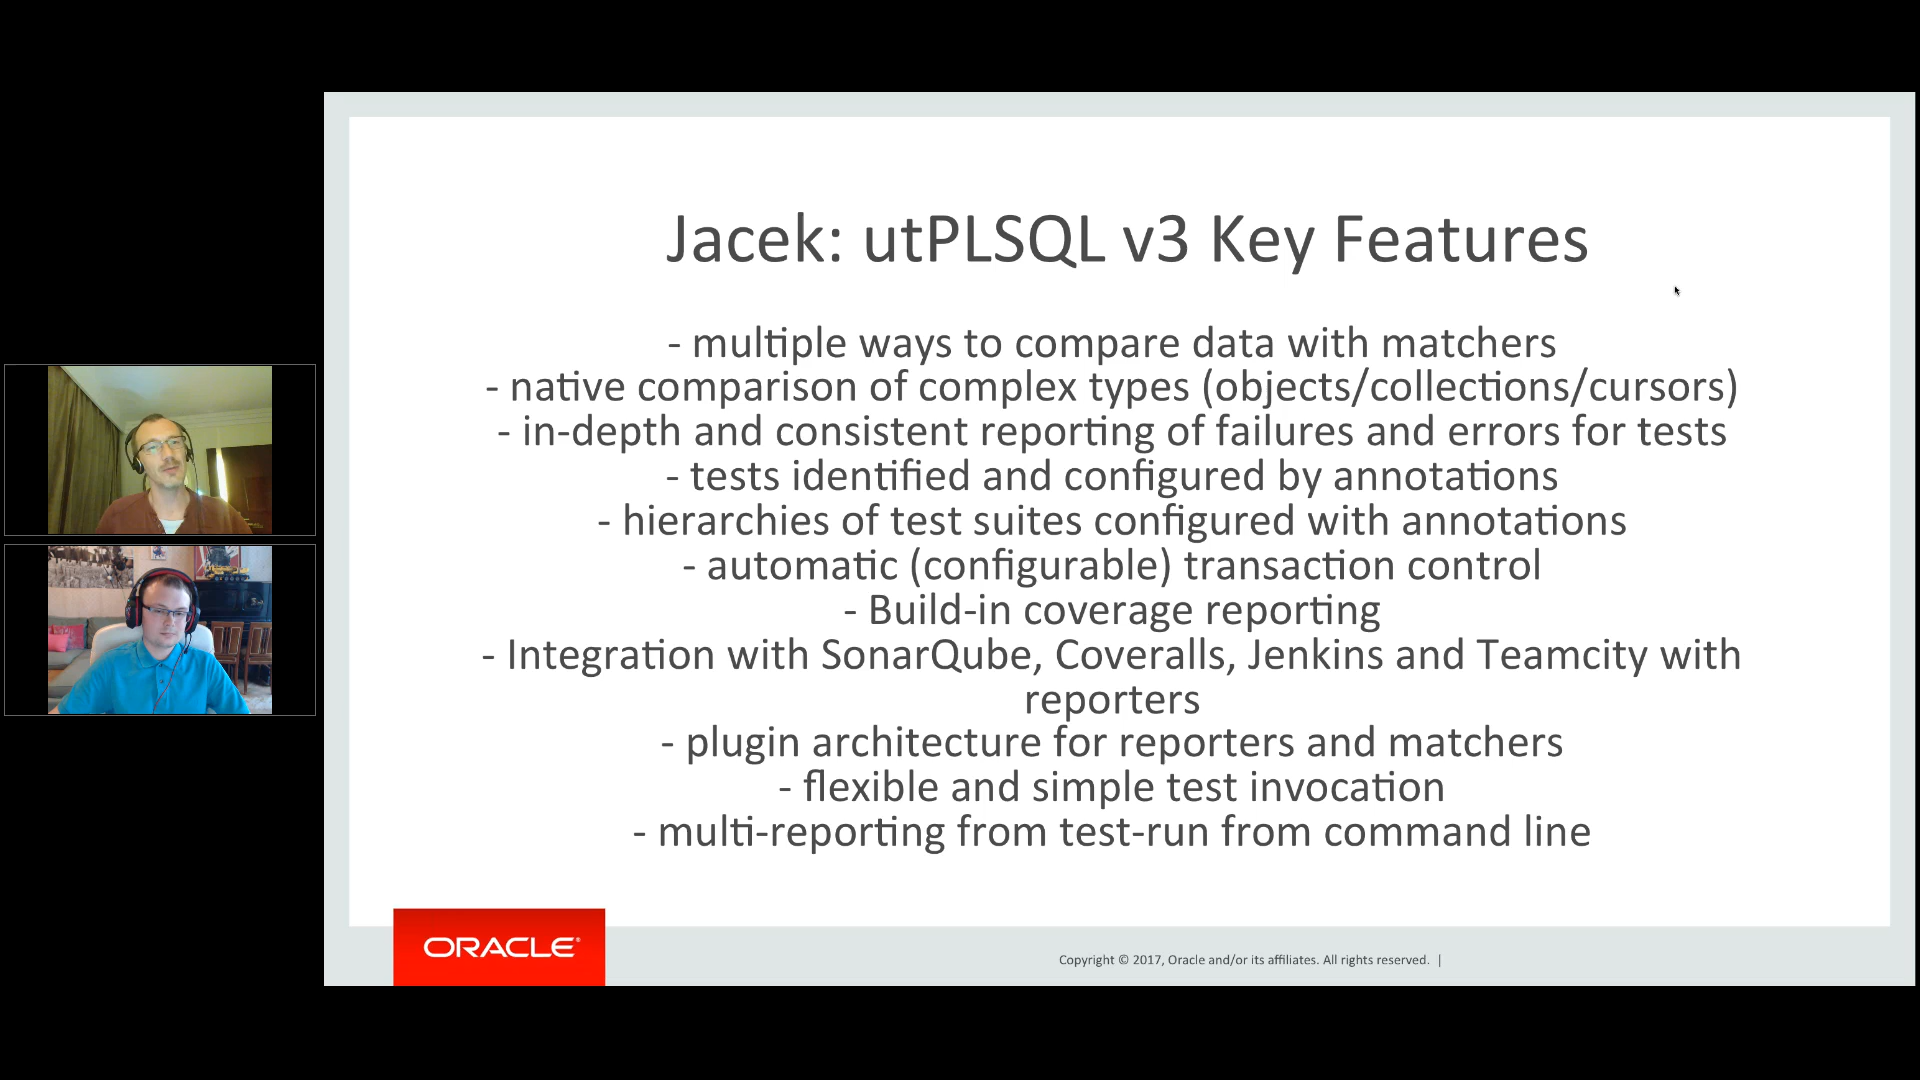 Jacek: utPLSQL v3 Key Features
- multiple ways to compare data with matchers
- native comparison of complex types (objects/collections/cursors)
- in-depth and consistent reporting of failures and errors for tests
- tests identified and configured by annotations
- hierarchies of test suites configured with annotations
- automatic (configurable) transaction control
- Build-in coverage reporting
- Integration with SonarQube, Coveralls, Jenkins and Teamcity with
reporters
- plugin architecture for reporters and matchers
- flexible and simple test invocation
- multi-reporting from test-run from command line
ORACLE®
Copyright © 2017, Oracle and/or its affiliates. All rights reserved. |